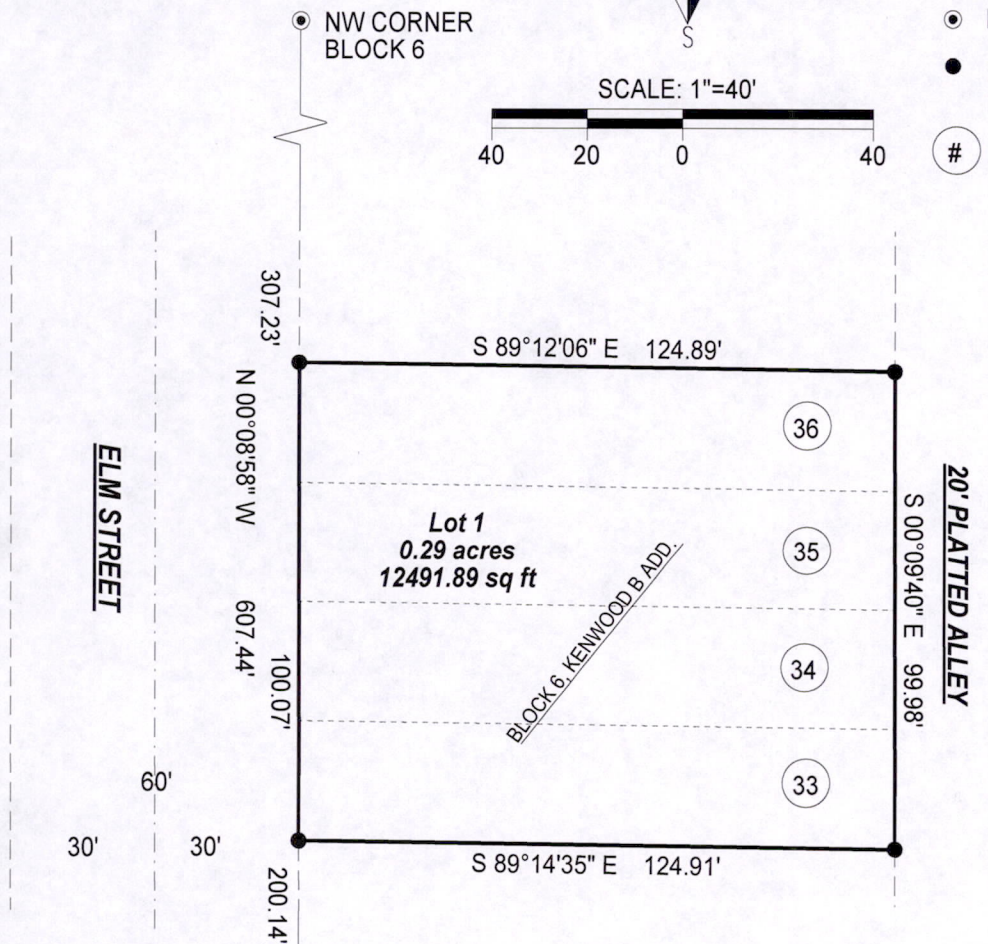 NW CORNER
BLOCK 6
S
SCALE: 1"=40'
40 20 0 40
#
307.23'
S 89°12'06" E 124.89'
N 00°08'58" W 607.44'
36
ELM STREET
Lot 1
0.29 acres
12491.89 sq ft
35
S 00°09'40" E 99.98'
20' PLATTED ALLEY
BLOCK 6, KENWOOD B ADD.
34
100.07'
60'
33
30' 30'
S 89°14'35" E 124.91'
200.14'